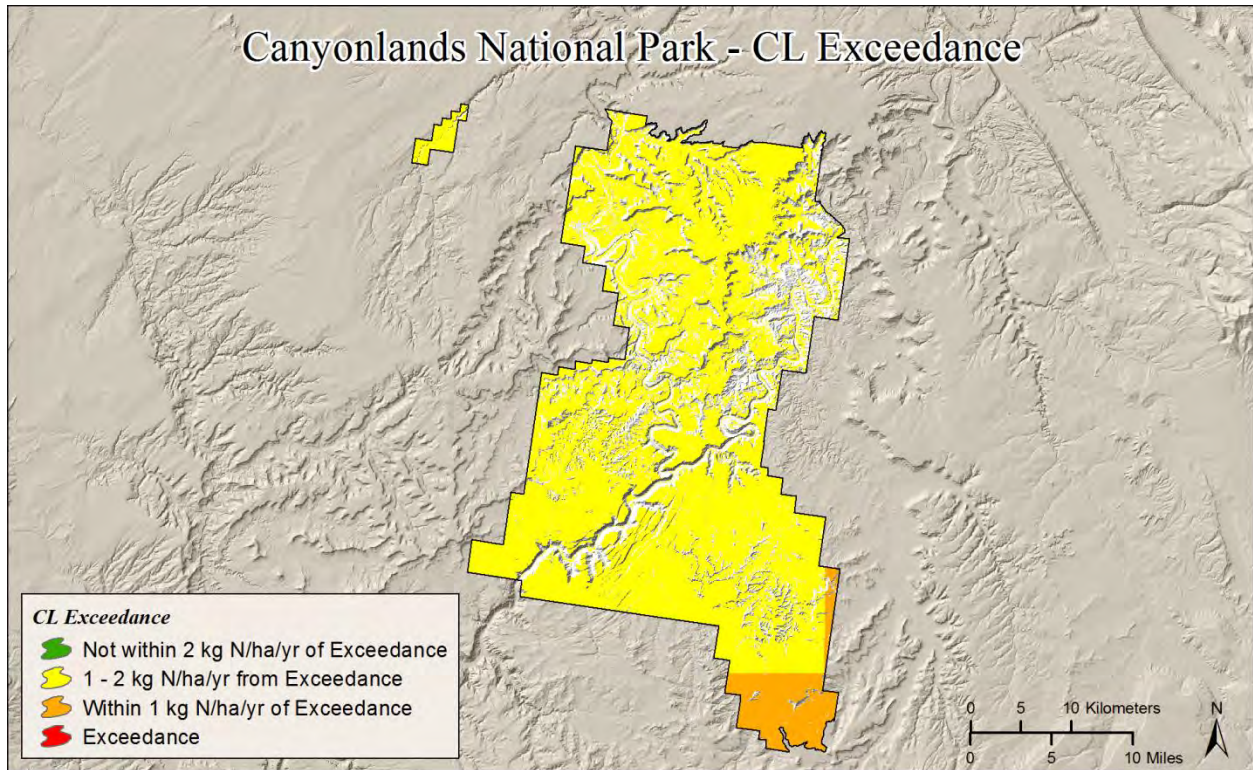 Canyonlands National Park - CL Exceedance
CL Exceedance
Not within 2 kg N/ha/yr of Exceedance
1 - 2 kg N/ha/yr from Exceedance
Within 1 kg N/ha/yr of Exceedance
Exceedance
0 5 10 Kilometers
0 5 10 Miles
N